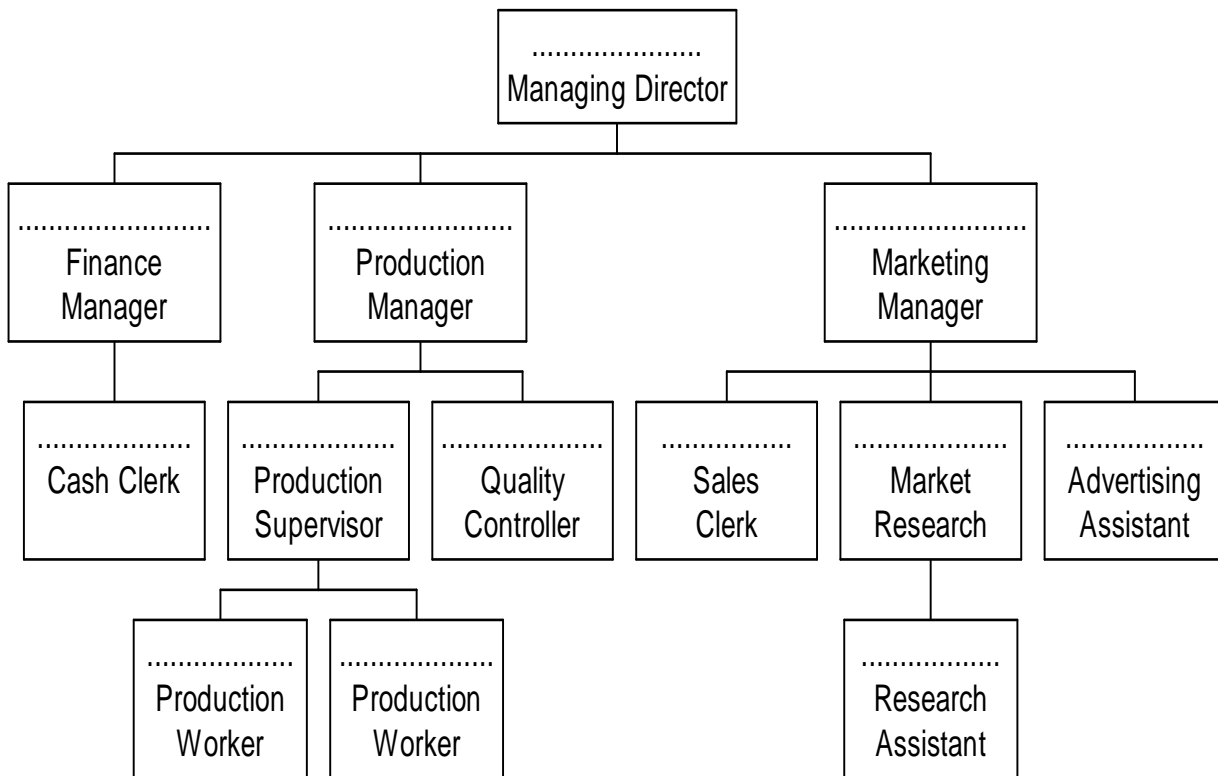 ......................
Managing Director
.........................
Finance
Manager
........................
Production
Manager
.........................
Marketing
Manager
....................
Cash Clerk
....................
Production
Supervisor
.....................
Quality
Controller
.................
Sales
Clerk
....................
Market
Research
..................
Advertising
Assistant
...................
Production
Worker
....................
Production
Worker
..................
Research
Assistant